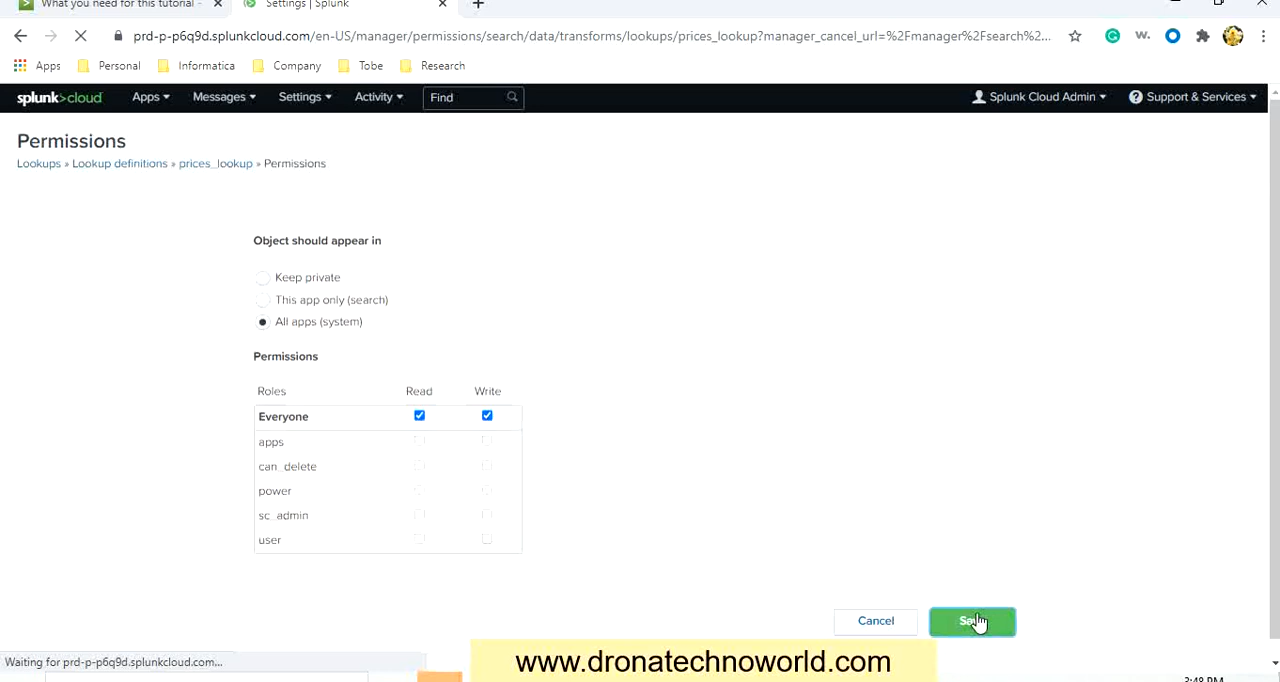 What you need for this tutorial -
Settings | Splunk
prd-p-p6q9d.splunkcloud.com/en-US/manager/permissions/search/data/transforms/lookups/prices_lookup?manager_cancel_url=%2Fmanager%2Fsearch%2...
Apps Personal Informatica Company Tobe Research
splunk>cloud Apps Messages Settings Activity Find Splunk Cloud Admin Support & Services
Permissions
Lookups » Lookup definitions » prices_lookup » Permissions
Object should appear in
Keep private
This app only (search)
All apps (system)
Permissions
Roles Read Write
Everyone
apps
can_delete
power
sc_admin
user
Cancel
Waiting for prd-p-p6q9d.splunkcloud.com...
www.dronatechnoworld.com
3:48 PM